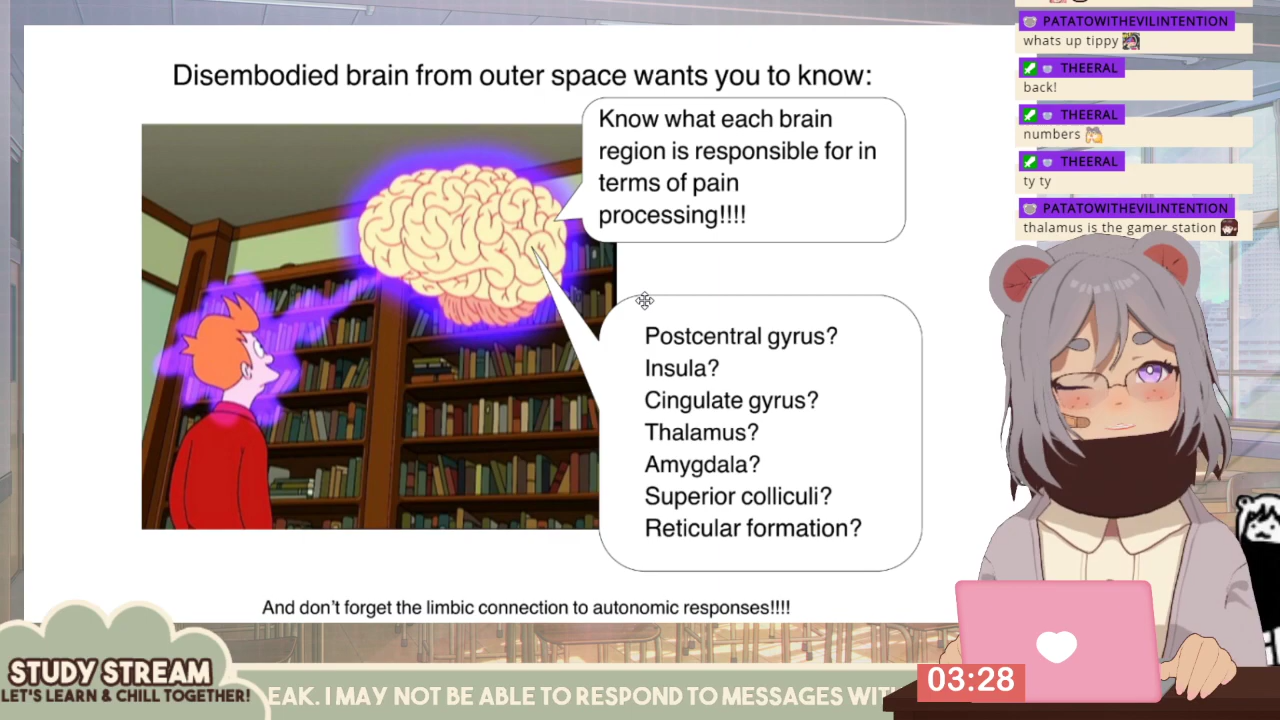 Disembodied brain from outer space wants you to know:
Know what each brain
region is responsible for in
terms of pain
processing!!!!
Postcentral gyrus?
Insula?
Cingulate gyrus?
Thalamus?
Amygdala?
Superior colliculi?
Reticular formation?
And don't forget the limbic connection to autonomic responses!!!!
PATATOWITHEVILINTENTION
whats up tippy
THEERAL
back!
THEERAL
numbers
THEERAL
ty ty
PATATOWITHEVILINTENTION
thalamus is the gamer station
STUDY STREAM
LET'S LEARN & CHILL TOGETHER!
EAK. I MAY NOT BE ABLE TO RESPOND TO MESSAGES WIT
03:28